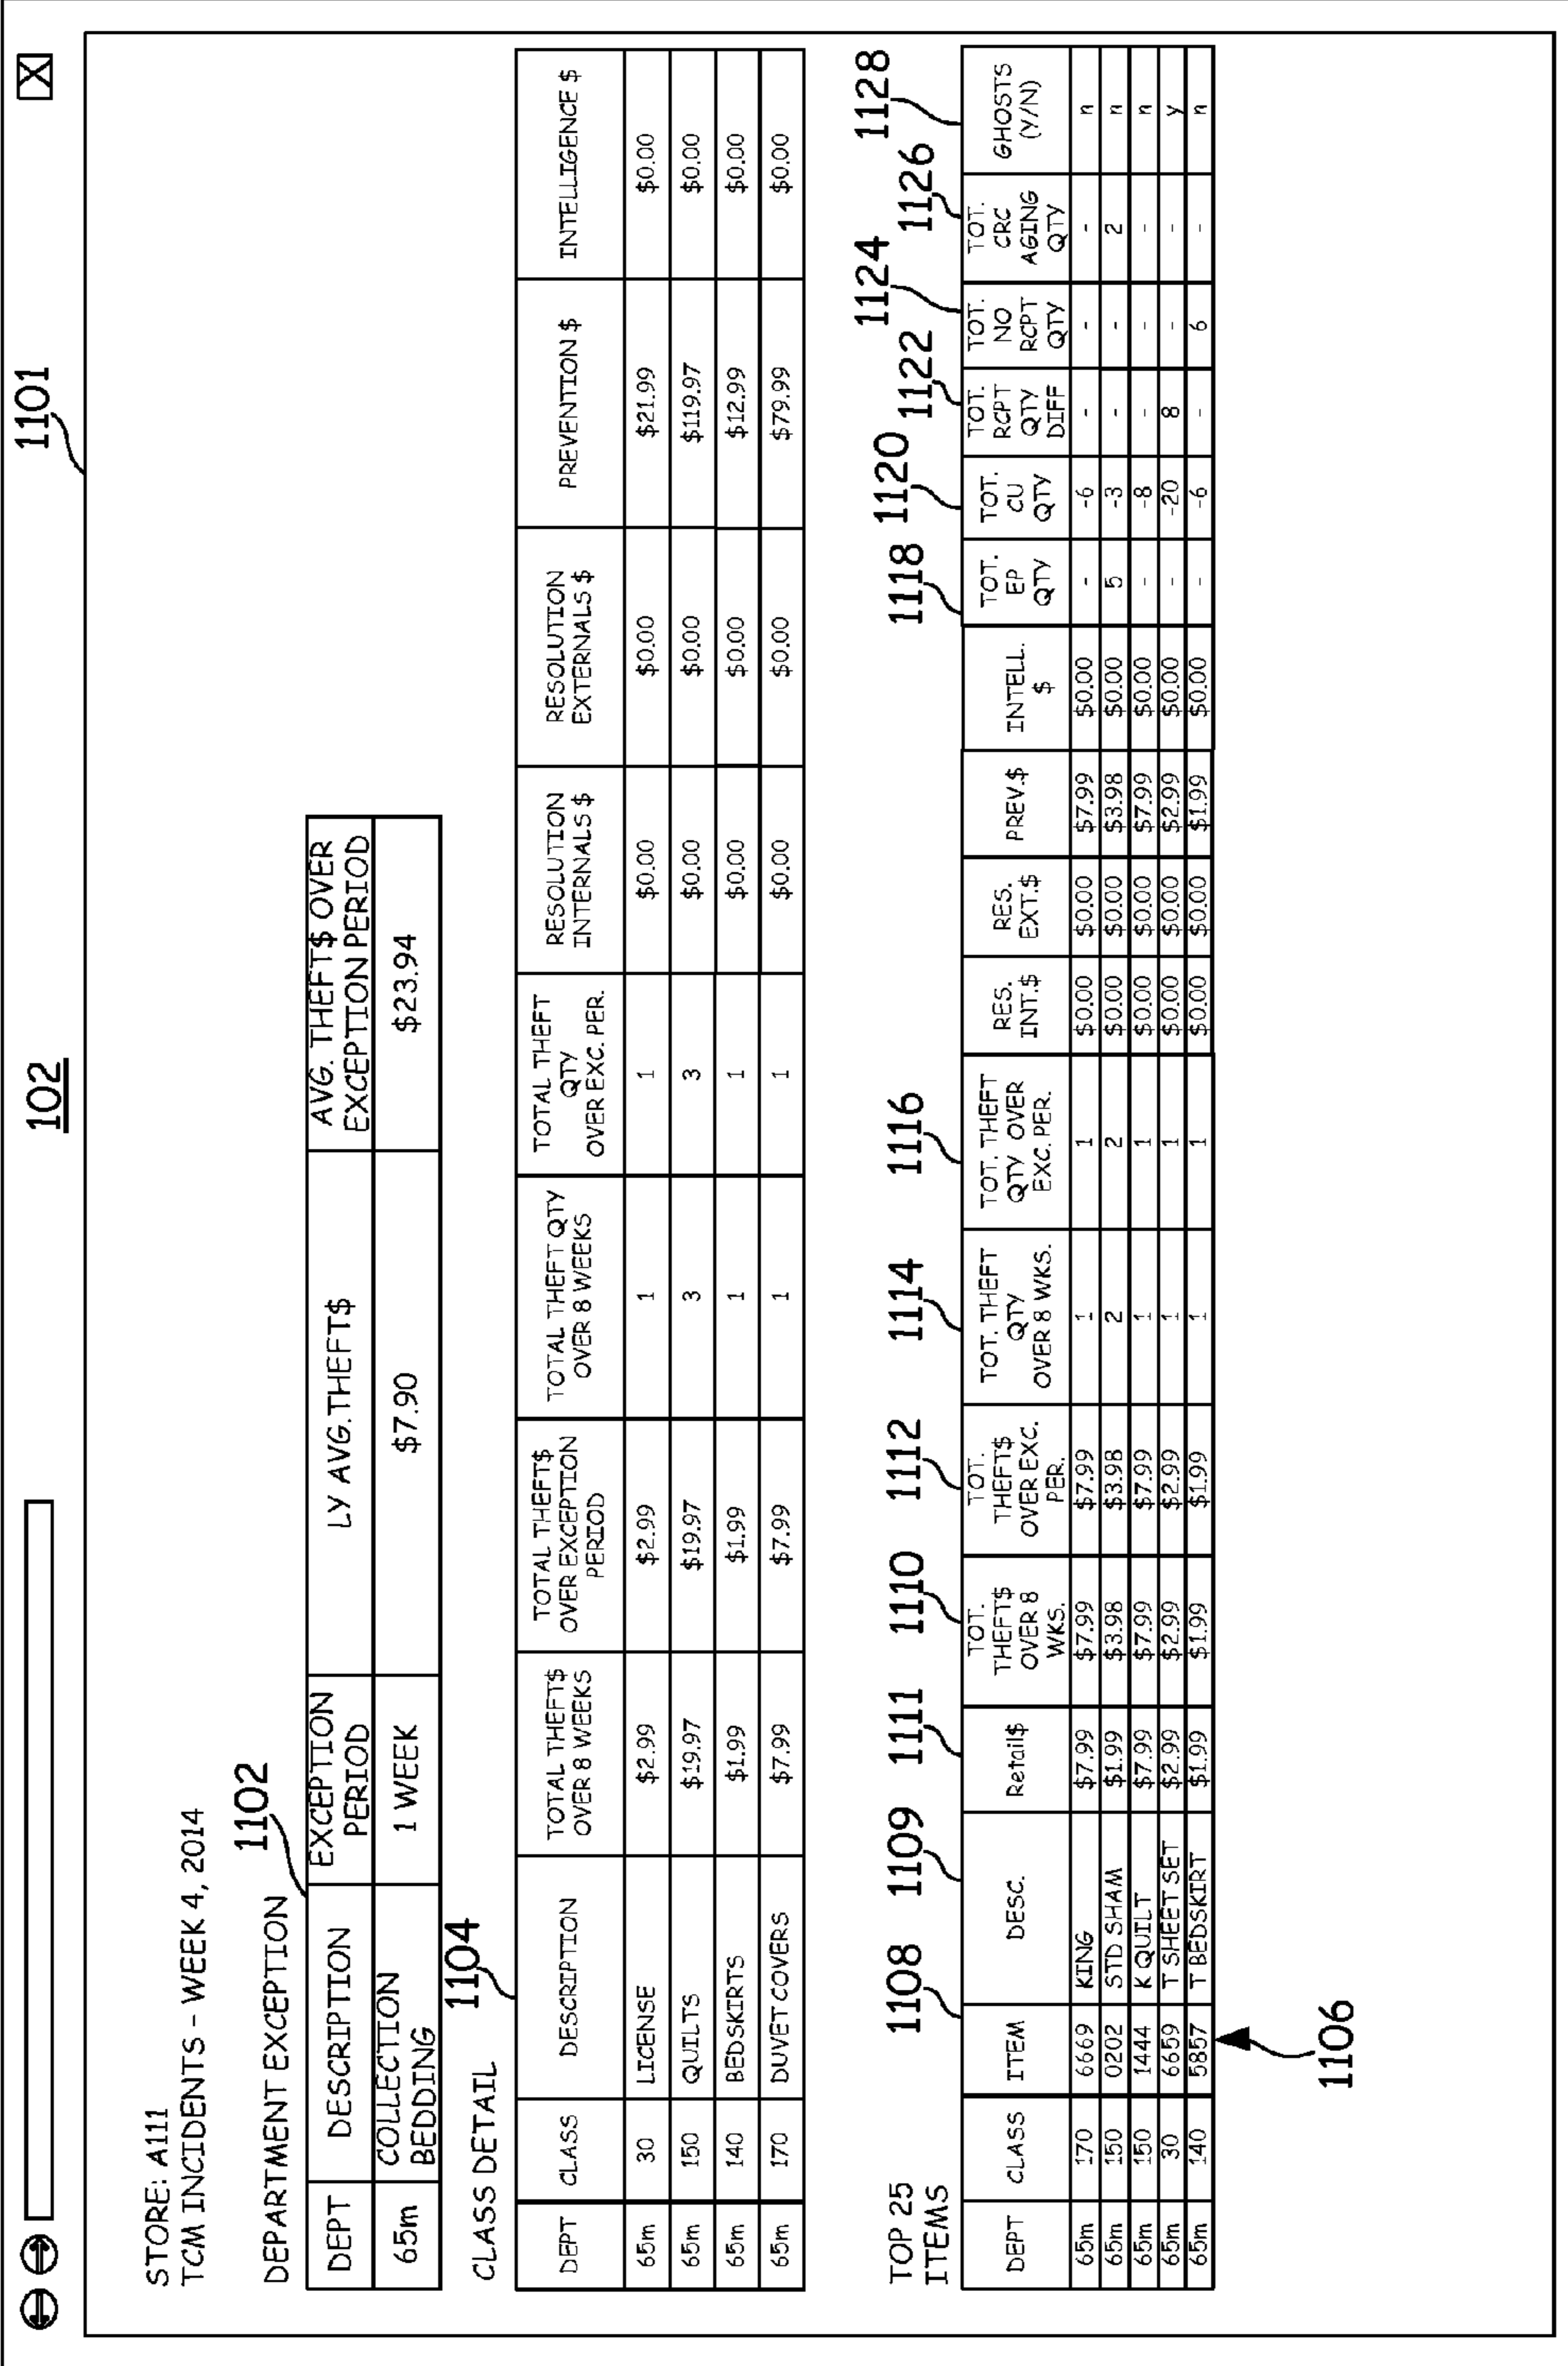 102
1101
X
STORE: A111
TCM INCIDENTS – WEEK 4, 2014
DEPARTMENT EXCEPTION
1102
DEPT DESCRIPTION EXCEPTION PERIOD LY AVG.THEFT$ AVG. THEFT$ OVER EXCEPTION PERIOD
65m COLLECTION BEDDING 1 WEEK $7.90 $23.94
CLASS DETAIL
1104
DEPT CLASS DESCRIPTION TOTAL THEFT$ OVER 8 WEEKS TOTAL THEFT$ OVER EXCEPTION PERIOD TOTAL THEFT QTY OVER 8 WEEKS TOTAL THEFT QTY OVER EXC. PER. RESOLUTION INTERNALS $ RESOLUTION EXTERNALS $ PREVENTION $ INTELLIGENCE $
65m 30 LICENSE $2.99 $2.99 1 1 $0.00 $0.00 $21.99 $0.00
65m 150 QUILTS $19.97 $19.97 3 3 $0.00 $0.00 $119.97 $0.00
65m 140 BEDSKIRTS $1.99 $1.99 1 1 $0.00 $0.00 $12.99 $0.00
65m 170 DUVET COVERS $7.99 $7.99 1 1 $0.00 $0.00 $79.99 $0.00
TOP 25
ITEMS
1108 1109 1111 1110 1112 1114 1116 1118 1120 1122 1124 1126 1128
DEPT CLASS ITEM DESC. Retail$ TOT. THEFT$ OVER 8 WKS. TOT. THEFT$ OVER EXC. PER. TOT. THEFT QTY OVER 8 WKS. TOT. THEFT QTY OVER EXC. PER. RES. INT.$ RES. EXT.$ PREV.$ INTELL. $ TOT. EP QTY TOT. CU QTY TOT. RCPT QTY DIFF TOT. NO RCPT QTY TOT. CRC AGING QTY GHOSTS (Y/N)
65m 170 6669 KING $7.99 $7.99 $7.99 1 1 $0.00 $0.00 $7.99 $0.00 - -6 - - - n
65m 150 0202 STD SHAM $1.99 $3.98 $3.98 2 2 $0.00 $0.00 $3.98 $0.00 5 -3 - - 2 n
65m 150 1444 K QUILT $7.99 $7.99 $7.99 1 1 $0.00 $0.00 $7.99 $0.00 - -8 - - - n
65m 30 6659 T SHEET SET $2.99 $2.99 $2.99 1 1 $0.00 $0.00 $2.99 $0.00 - -20 8 - - y
65m 140 5857 T BEDSKIRT $1.99 $1.99 $1.99 1 1 $0.00 $0.00 $1.99 $0.00 - -6 - 6 - n
1106